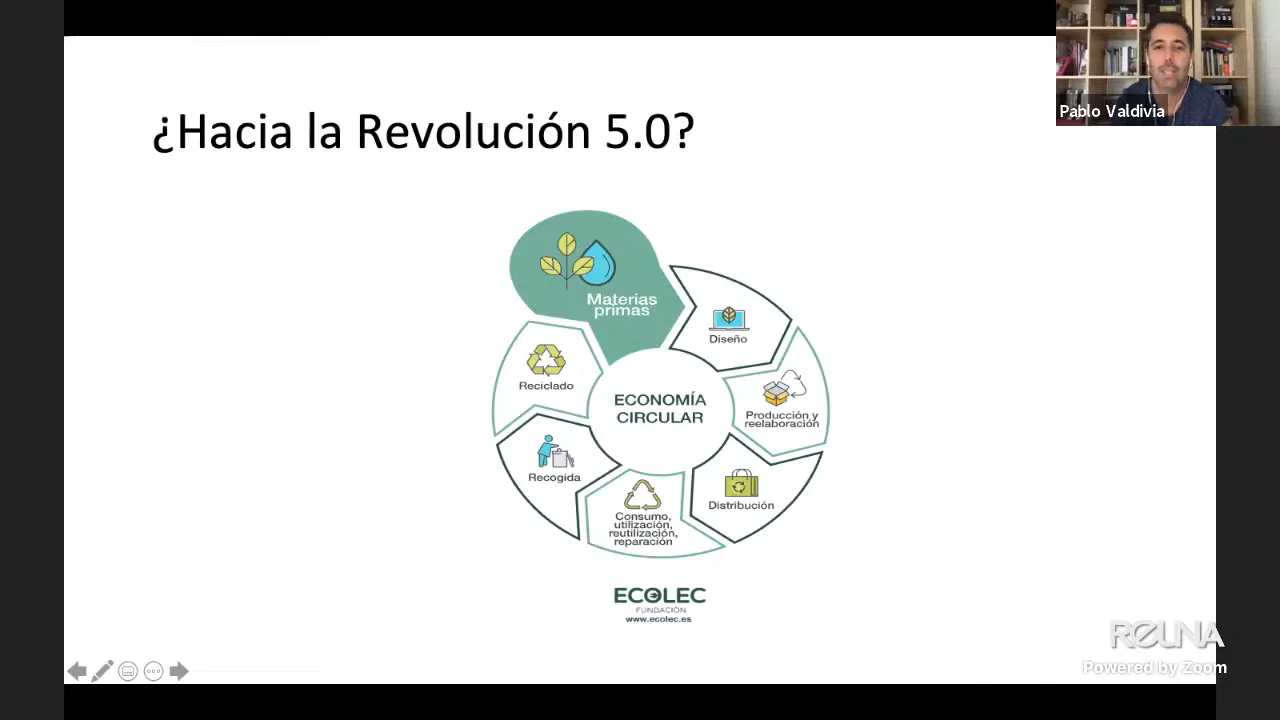 Pablo Valdivia
¿Hacia la Revolución 5.0?
Materias
primas
Diseño
Reciclado
ECONOMÍA
CIRCULAR
Producción y
reelaboración
Recogida
Distribución
Consumo,
utilización,
reutilización,
reparación
ECOLEC
FUNDACIÓN
www.ecolec.es
REUNA
Powered by Zoom